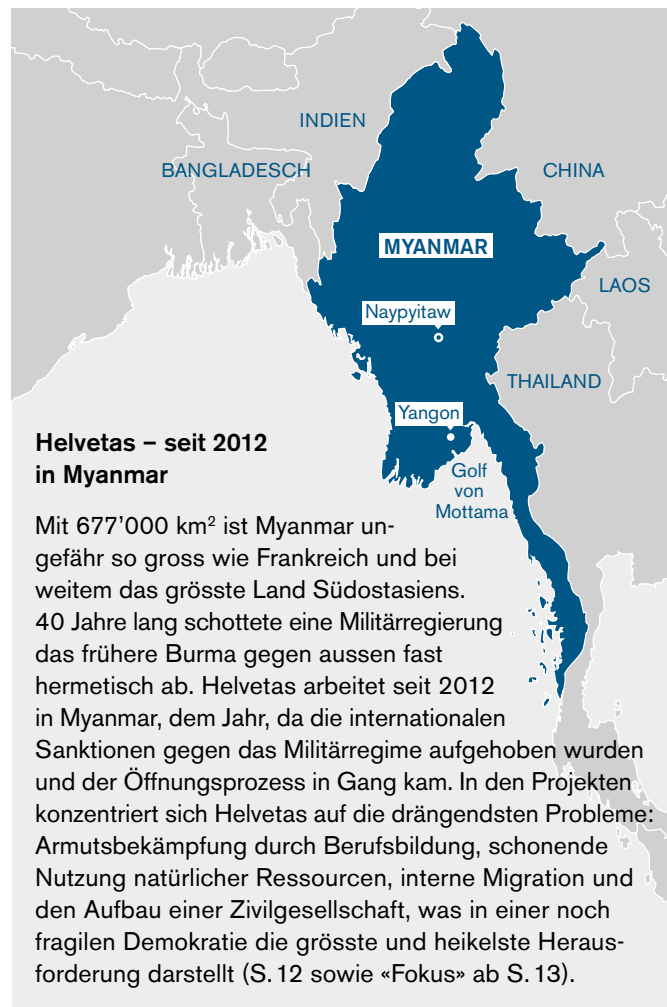 INDIEN
BANGLADESCH
CHINA
MYANMAR
LAOS
Naypyitaw
THAILAND
Yangon
Golf
von
Mottama
Helvetas – seit 2012
in Myanmar
Mit 677’000 km² ist Myanmar un-
gefähr so gross wie Frankreich und bei
weitem das grösste Land Südostasiens.
40 Jahre lang schottete eine Militärregierung
das frühere Burma gegen aussen fast
hermetisch ab. Helvetas arbeitet seit 2012
in Myanmar, dem Jahr, da die internationalen
Sanktionen gegen das Militärregime aufgehoben wurden
und der Öffnungsprozess in Gang kam. In den Projekten
konzentriert sich Helvetas auf die drängendsten Probleme:
Armutsbekämpfung durch Berufsbildung, schonende
Nutzung natürlicher Ressourcen, interne Migration und
den Aufbau einer Zivilgesellschaft, was in einer noch
fragilen Demokratie die grösste und heikelste Heraus-
forderung darstellt (S. 12 sowie «Fokus» ab S. 13).